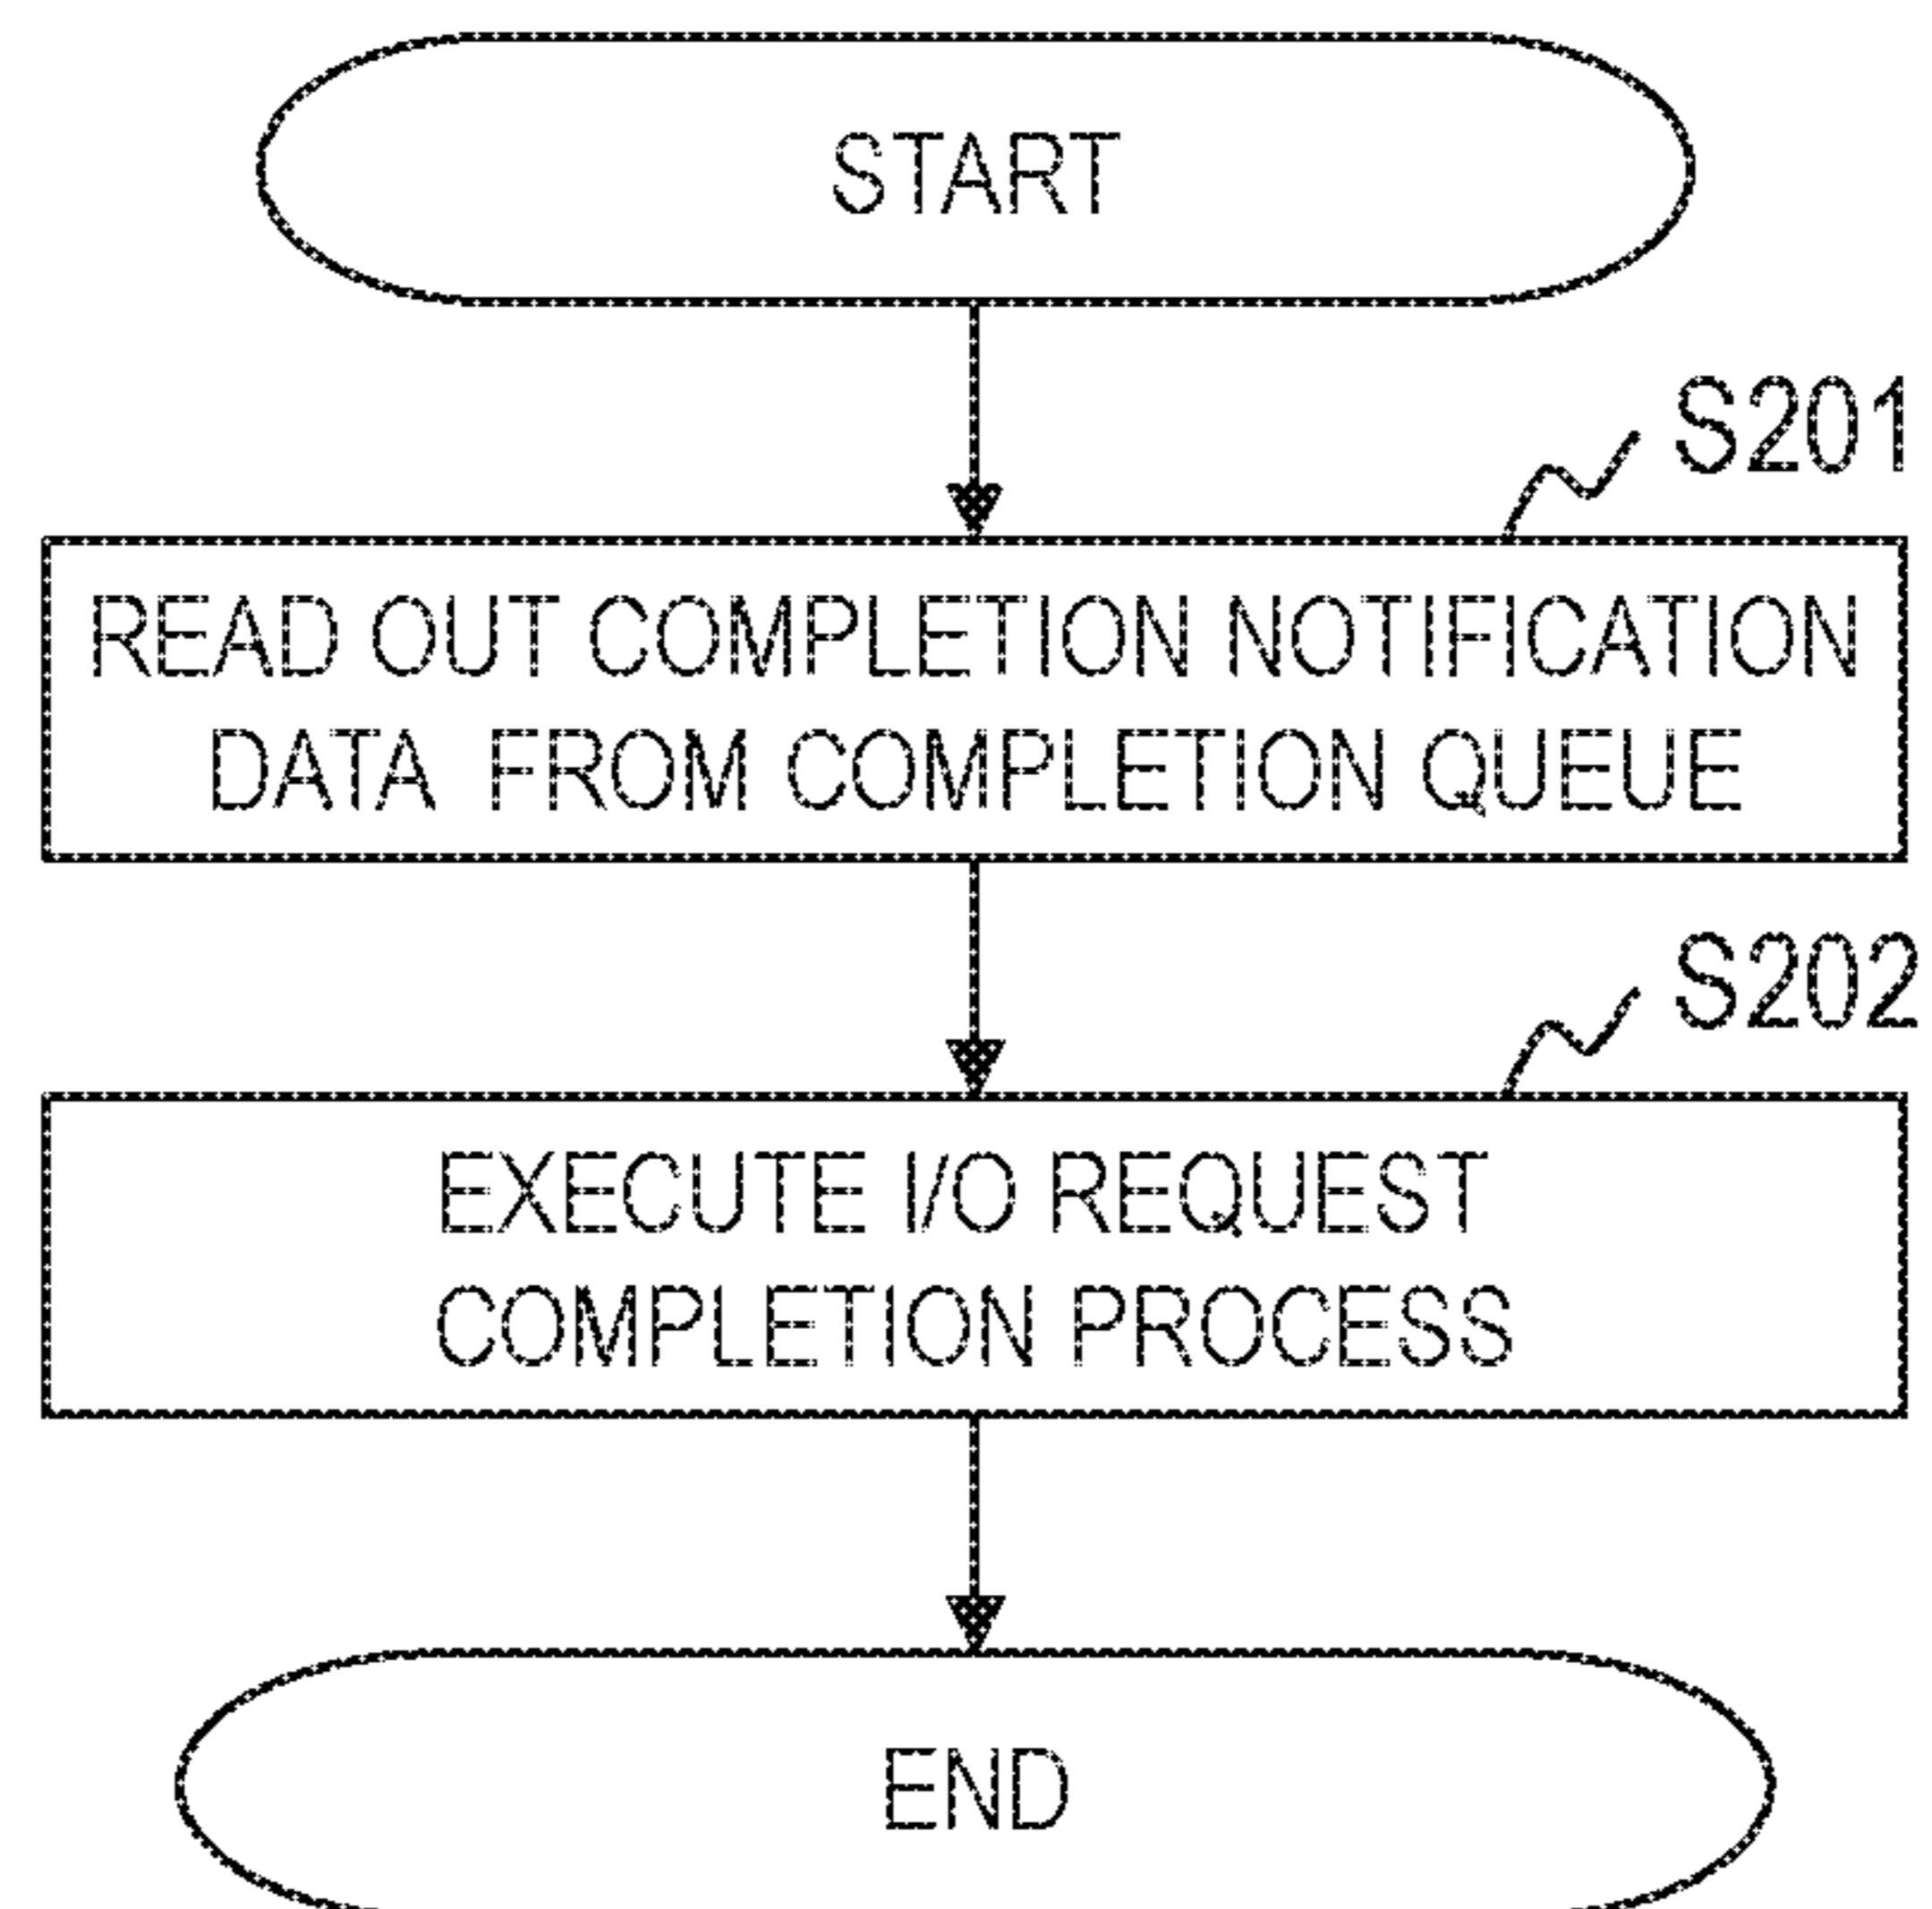 START
S201
READ OUT COMPLETION NOTIFICATION
DATA FROM COMPLETION QUEUE
S202
EXECUTE I/O REQUEST
COMPLETION PROCESS
END